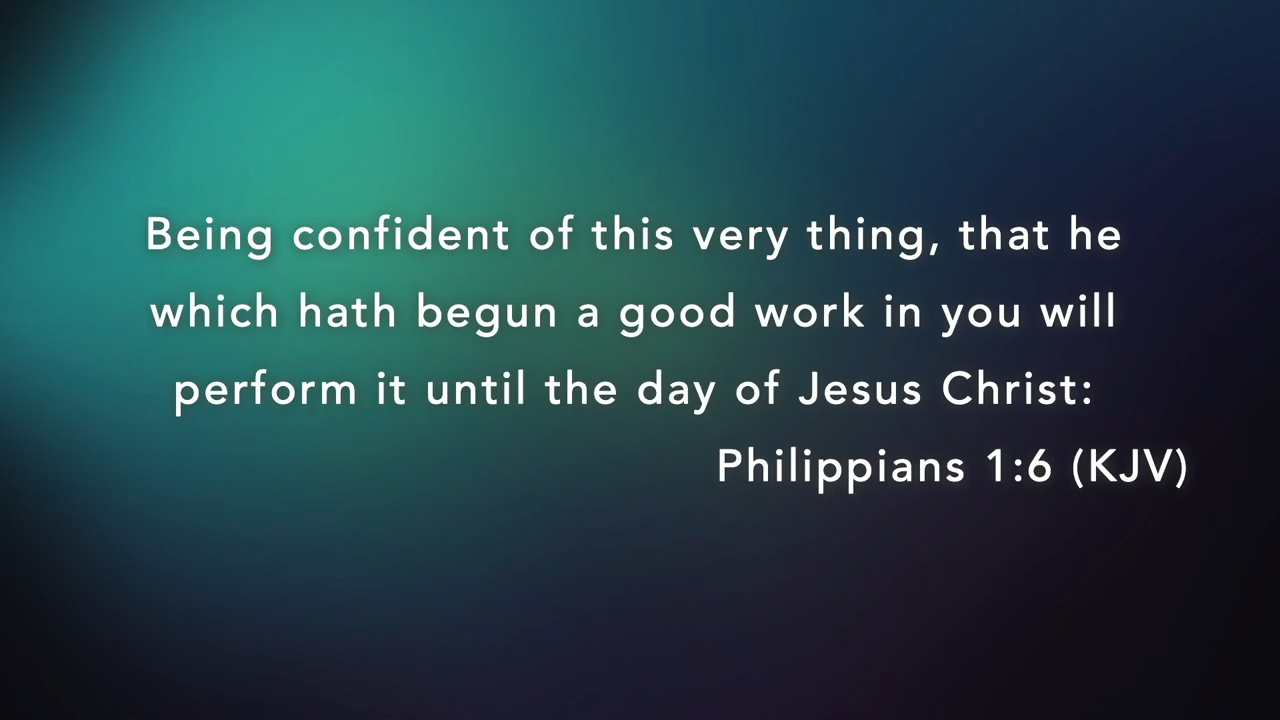 Being confident of this very thing, that he
which hath begun a good work in you will
perform it until the day of Jesus Christ:
Philippians 1:6 (KJV)